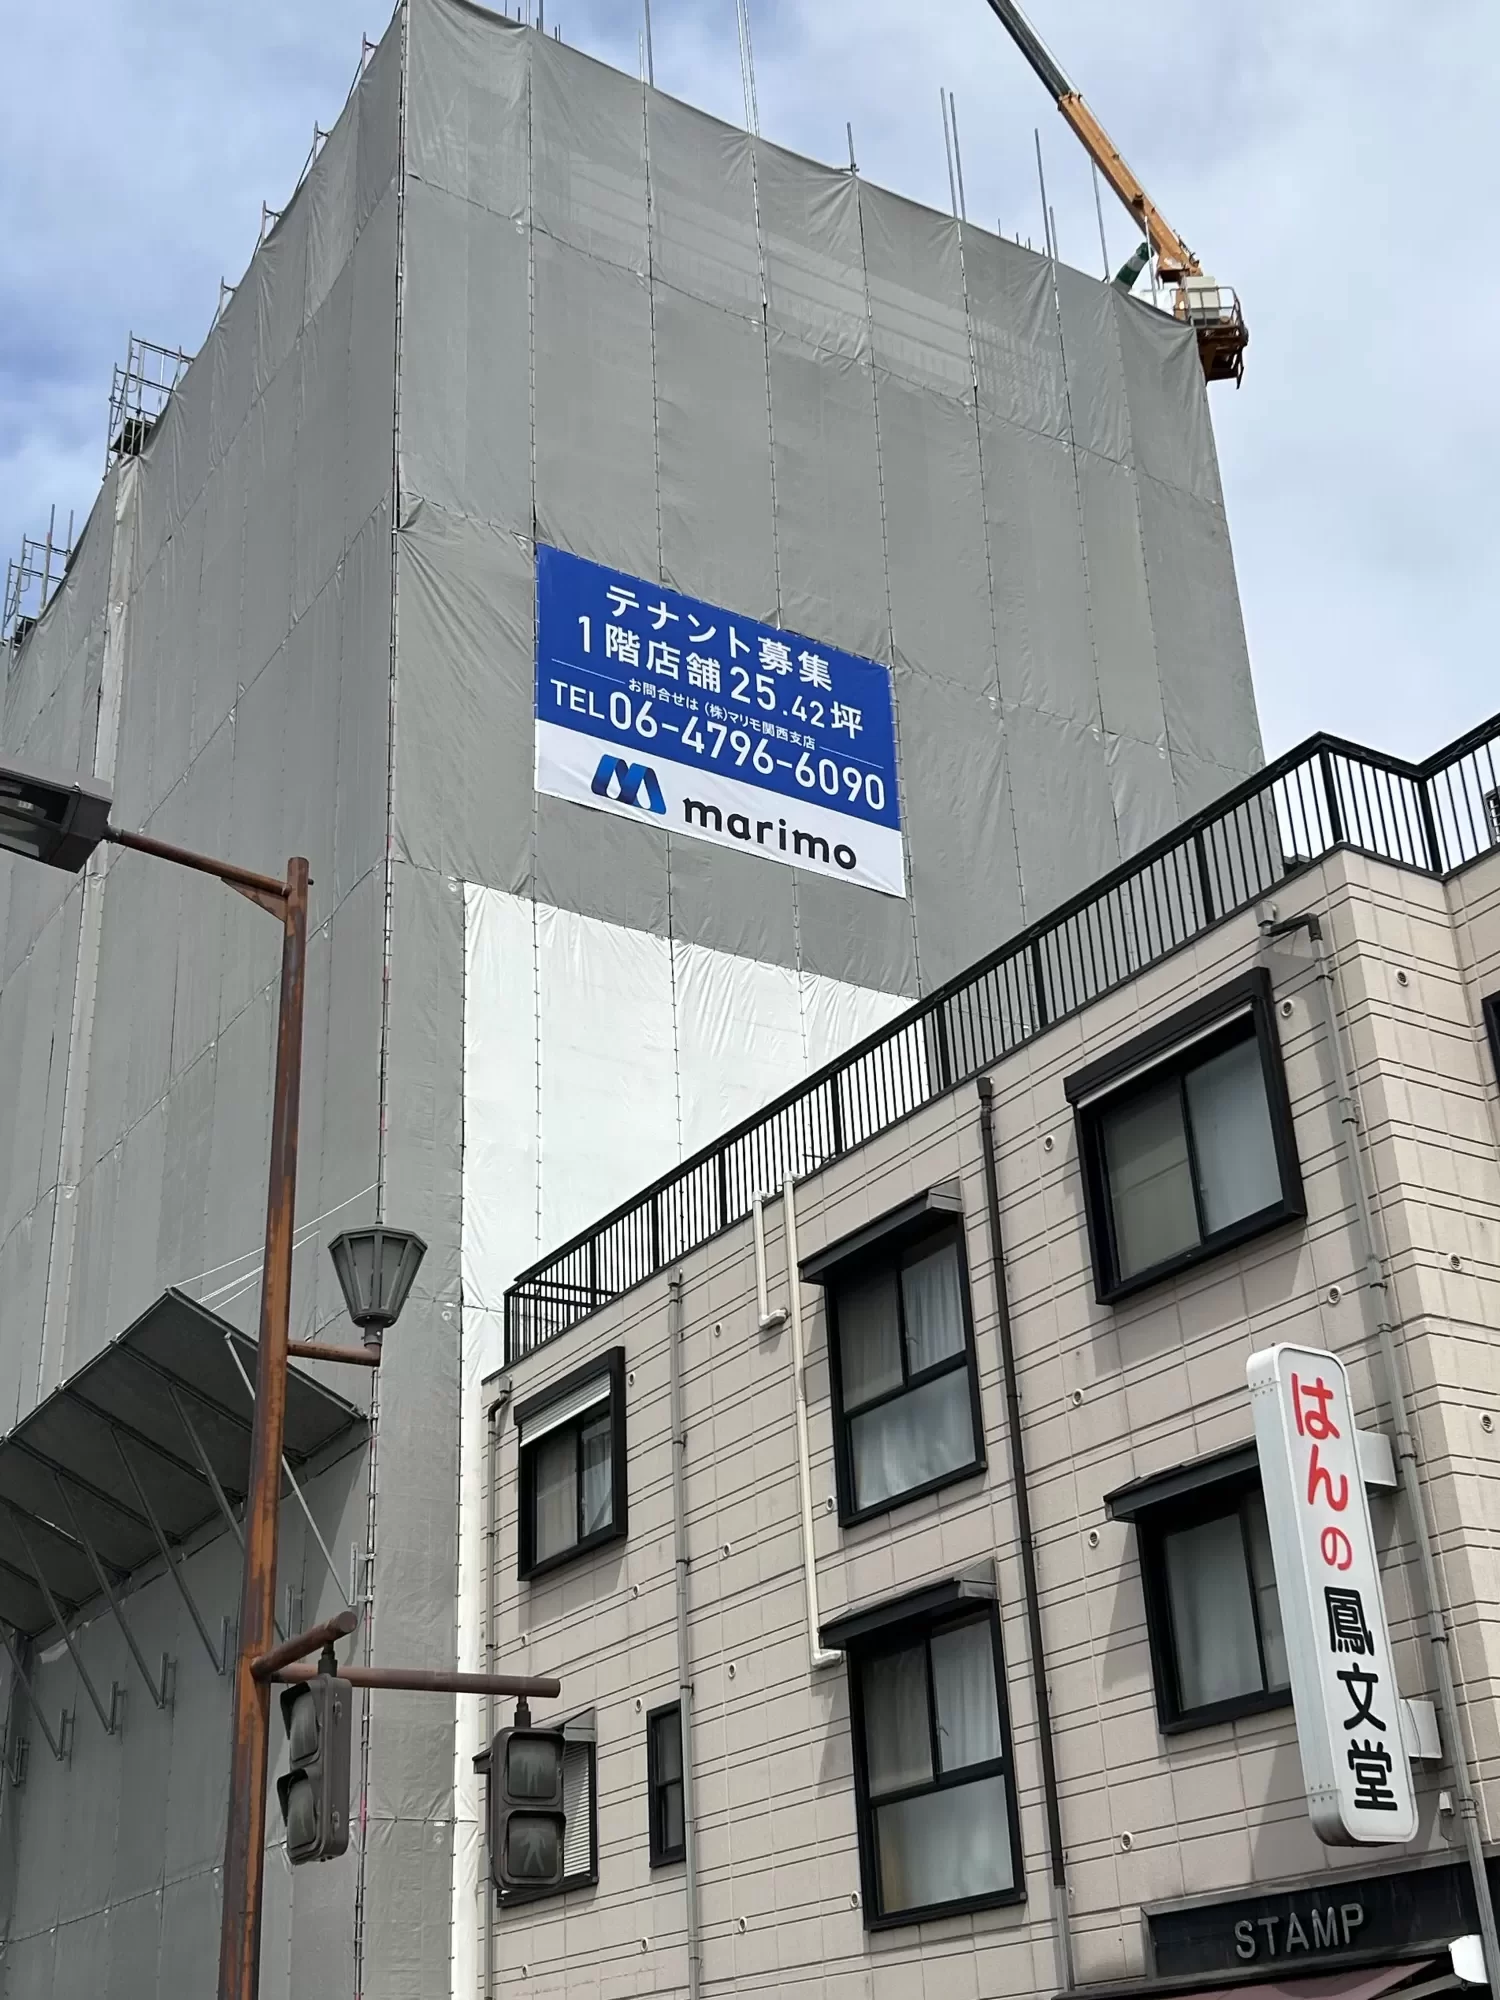 テナント募集
1階店舗25.42坪
お問合せは(株)マリモ関西支店
TEL06-4796-6090
marimo
はんの鳳文堂
STAMP